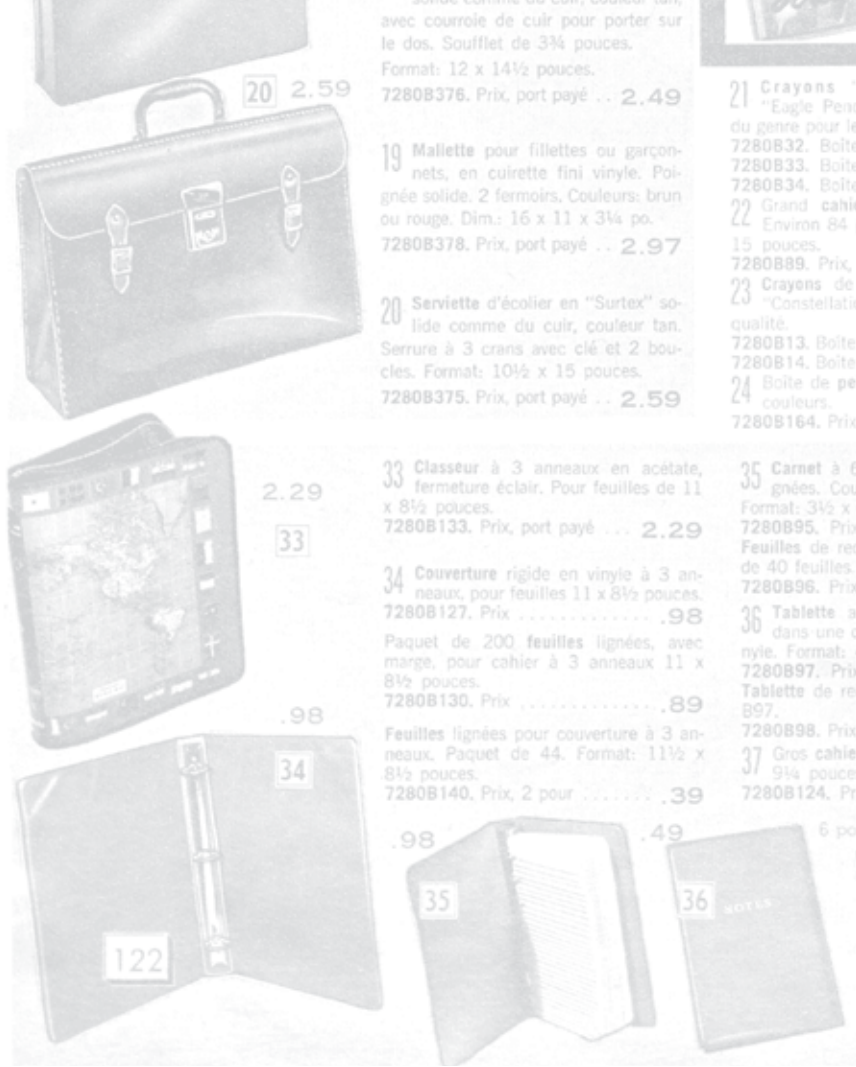 solide comme du cuir, couleur tan,
avec courroie de cuir pour porter sur
le dos. Soufflet de 3¾ pouces.
Format: 12 x 14½ pouces.
7280B376. Prix, port payé .. 2.49
20 2.59
19 Mallette pour fillettes ou garçon-
nets, en cuirette fini vinyle. Poi-
gnée solide. 2 fermoirs, Couleurs: brun
ou rouge. Dim.: 16 x 11 x 3¼ po.
7280B378. Prix, port payé .. 2.97
20 Serviette d'écolier en "Surtex" so-
lide comme du cuir, couleur tan.
Serrure à 3 crans avec clé et 2 bou-
cles. Format: 10½ x 15 pouces.
7280B375. Prix, port payé .. 2.59
21 Crayons "
"Eagle
du genre pour
7280B32. Boîte
7280B33. Boîte
7280B34. Boîte
22 Grand cahier
Environ 84
15 pouces.
7280B89. Prix,
23 Crayons de
qualité.
7280B13. Boîte
7280B14. Boîte
24 Boîte de
couleurs.
7280B164. Prix
2.29
33
33 Classeur à 3 anneaux en acétate,
fermeture éclair. Pour feuilles de 11
x 8½ pouces.
7280B133. Prix, port payé ... 2.29
34 Couverture rigide en vinyle à 3 an-
neaux, pour feuilles 11 x 8½ pouces.
7280B127. Prix ............. .98
Paquet de 200 feuilles lignées, avec
marge, pour cahier à 3 anneaux 11 x
8½ pouces.
7280B130. Prix ............. .89
Feuilles lignées pour couverture à 3 an-
neaux. Paquet de 44. Format: 11½ x
8½ pouces.
7280B140. Prix, 2 pour ....... .39
35 Carnet à 6
gnées.
Format: 3½ x
7280B95. Prix
Feuilles de
de 40 feuilles
7280B96. Prix
36 Tablette
dans une
nyle. Format:
7280B97. Prix
Tablette de
B97.
7280B98. Prix
37 Gros cahier
9¼ pouces
7280B124.
6
.98
34
122
.98
35
.49
36
NOTES